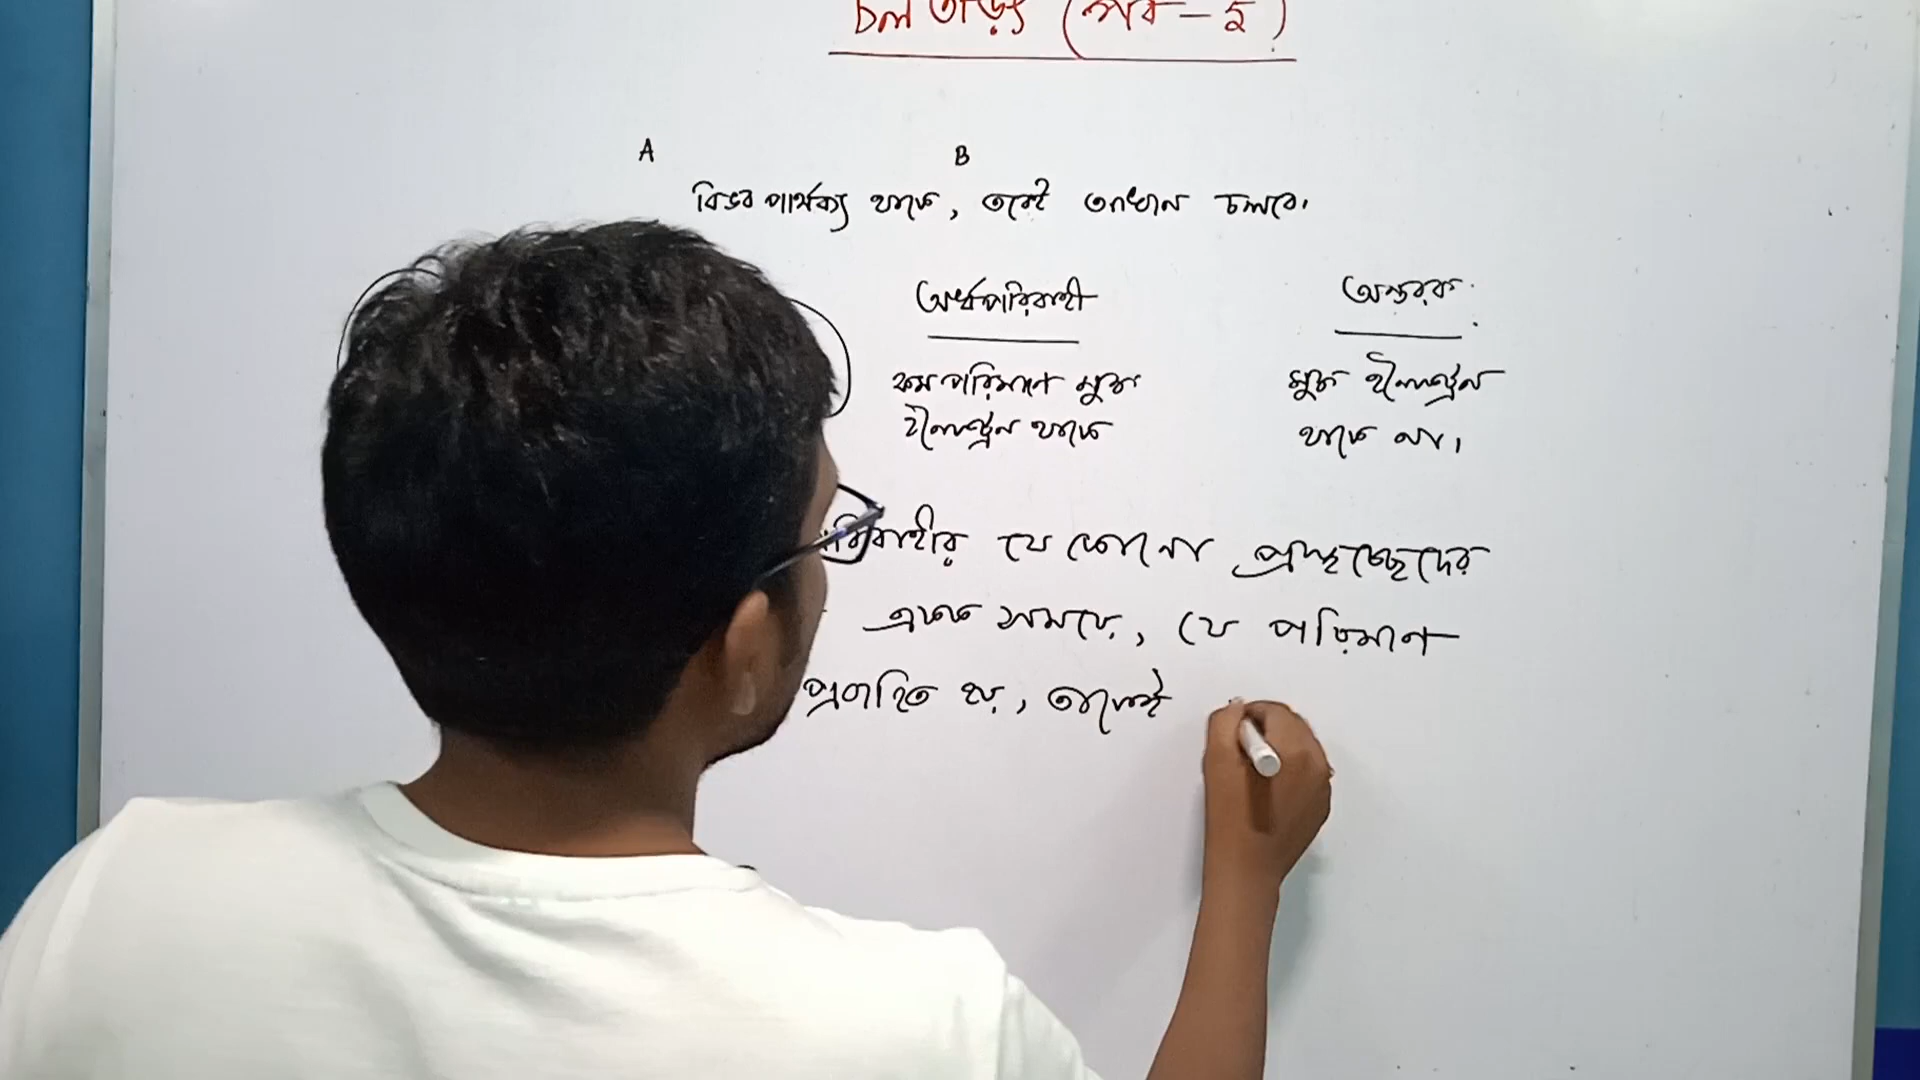 চল তড়িৎ (পর্ব - ২)
A B
বিভব পার্থক্য থাকে, তবেই আধান চলবে।
অর্ধপরিবাহী অন্তরক
কম পরিমাণে মুক্ত মুক্ত ইলেকট্রন
ইলেকট্রন থাকে থাকে না।
যে কোনো প্রস্থচ্ছেদের
একক সময়ে, যে পরিমাণ
প্রবাহিত হয়, তাকেই